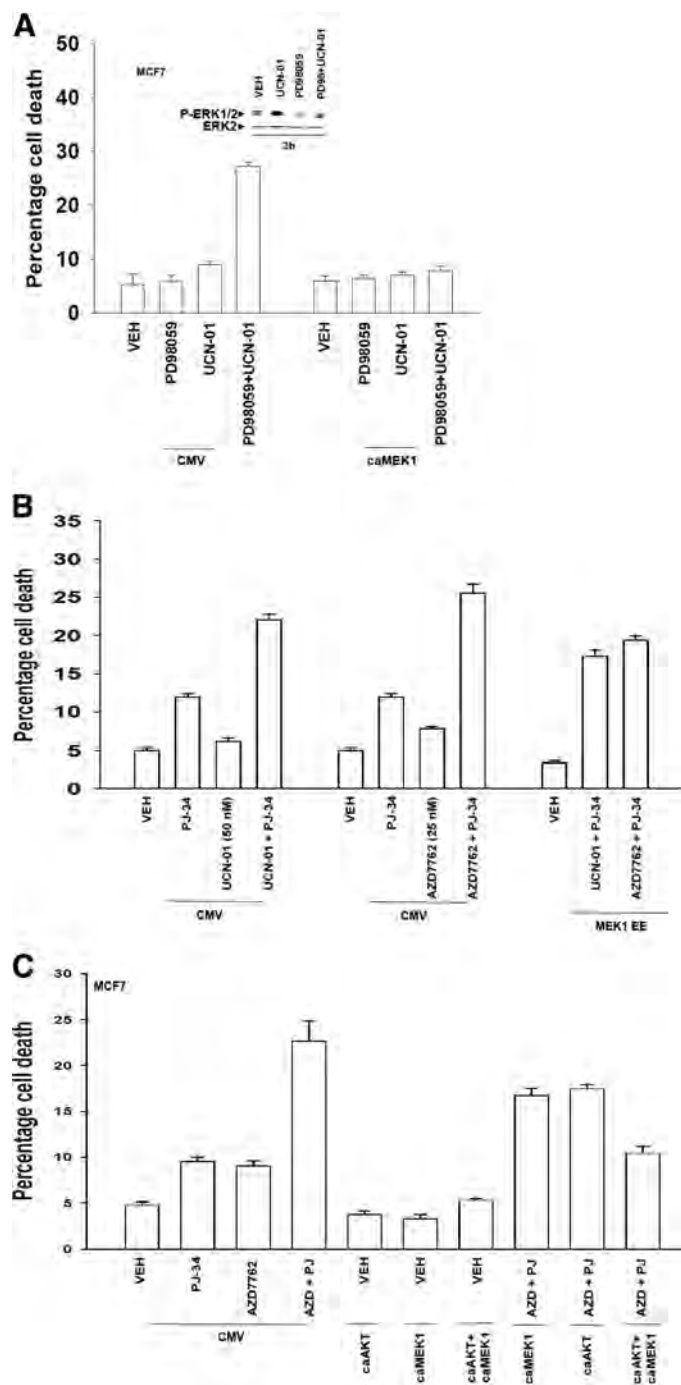 A
50
40
30
20
10
0
Percentage cell death
MCF7
VEH
UCN-01
PD98059
PD98+UCN-01
P-ERK1/2
ERK2
3h
VEH
PD98059
UCN-01
PD98059+UCN-01
VEH
PD98059
UCN-01
PD98059+UCN-01
CMV
caMEK1
B
35
30
25
20
15
10
5
0
Percentage cell death
VEH
PJ-34
UCN-01 (50 nM)
UCN-01 + PJ-34
VEH
PJ-34
AZD7762 (25 nM)
AZD7762 + PJ-34
VEH
UCN-01 + PJ-34
AZD7762 + PJ-34
CMV
CMV
MEK1 EE
C
30
25
20
15
10
5
0
Percentage cell death
MCF7
VEH
PJ-34
AZD7762
AZD + PJ
VEH
VEH
VEH
AZD + PJ
AZD + PJ
AZD + PJ
CMV
caAKT
caMEK1
caAKT+
caMEK1
caMEK1
caAKT
caAKT+
caMEK1